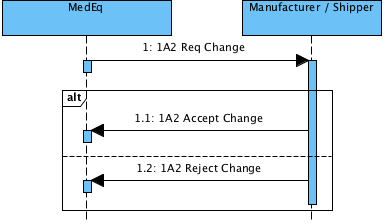 MedEq
Manufacturer / Shipper
1: 1A2 Req Change
alt
1.1: 1A2 Accept Change
1.2: 1A2 Reject Change